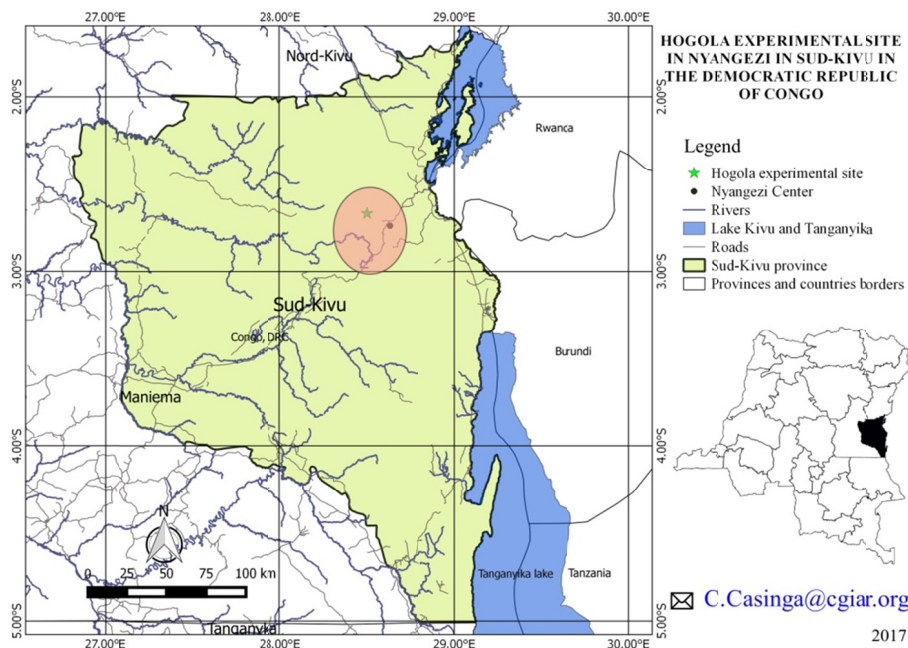 27.00°E 28.00°E 29.00°E 30.00°E
Nord-Kivu
2.00°S 2.00°S
Rwanca
3.00°S 3.00°S
Sud-Kivu
Congo, DRC
Burundi
Maniema
4.00°S 4.00°S
N
0 25 50 75 100 km
Tanganyika lake
Tanzania
5.00°S 5.00°S
Tanganyika
27.00°E 28.00°E 29.00°E 30.00°E
HOGOLA EXPERIMENTAL SITE
IN NYANGEZI IN SUD-KIVU IN
THE DEMOCRATIC REPUBLIC
OF CONGO
Legend
Hogola experimental site
Nyangezi Center
Rivers
Lake Kivu and Tanganyika
Roads
Sud-Kivu province
Provinces and countries borders
C.Casinga@cgiar.org
2017